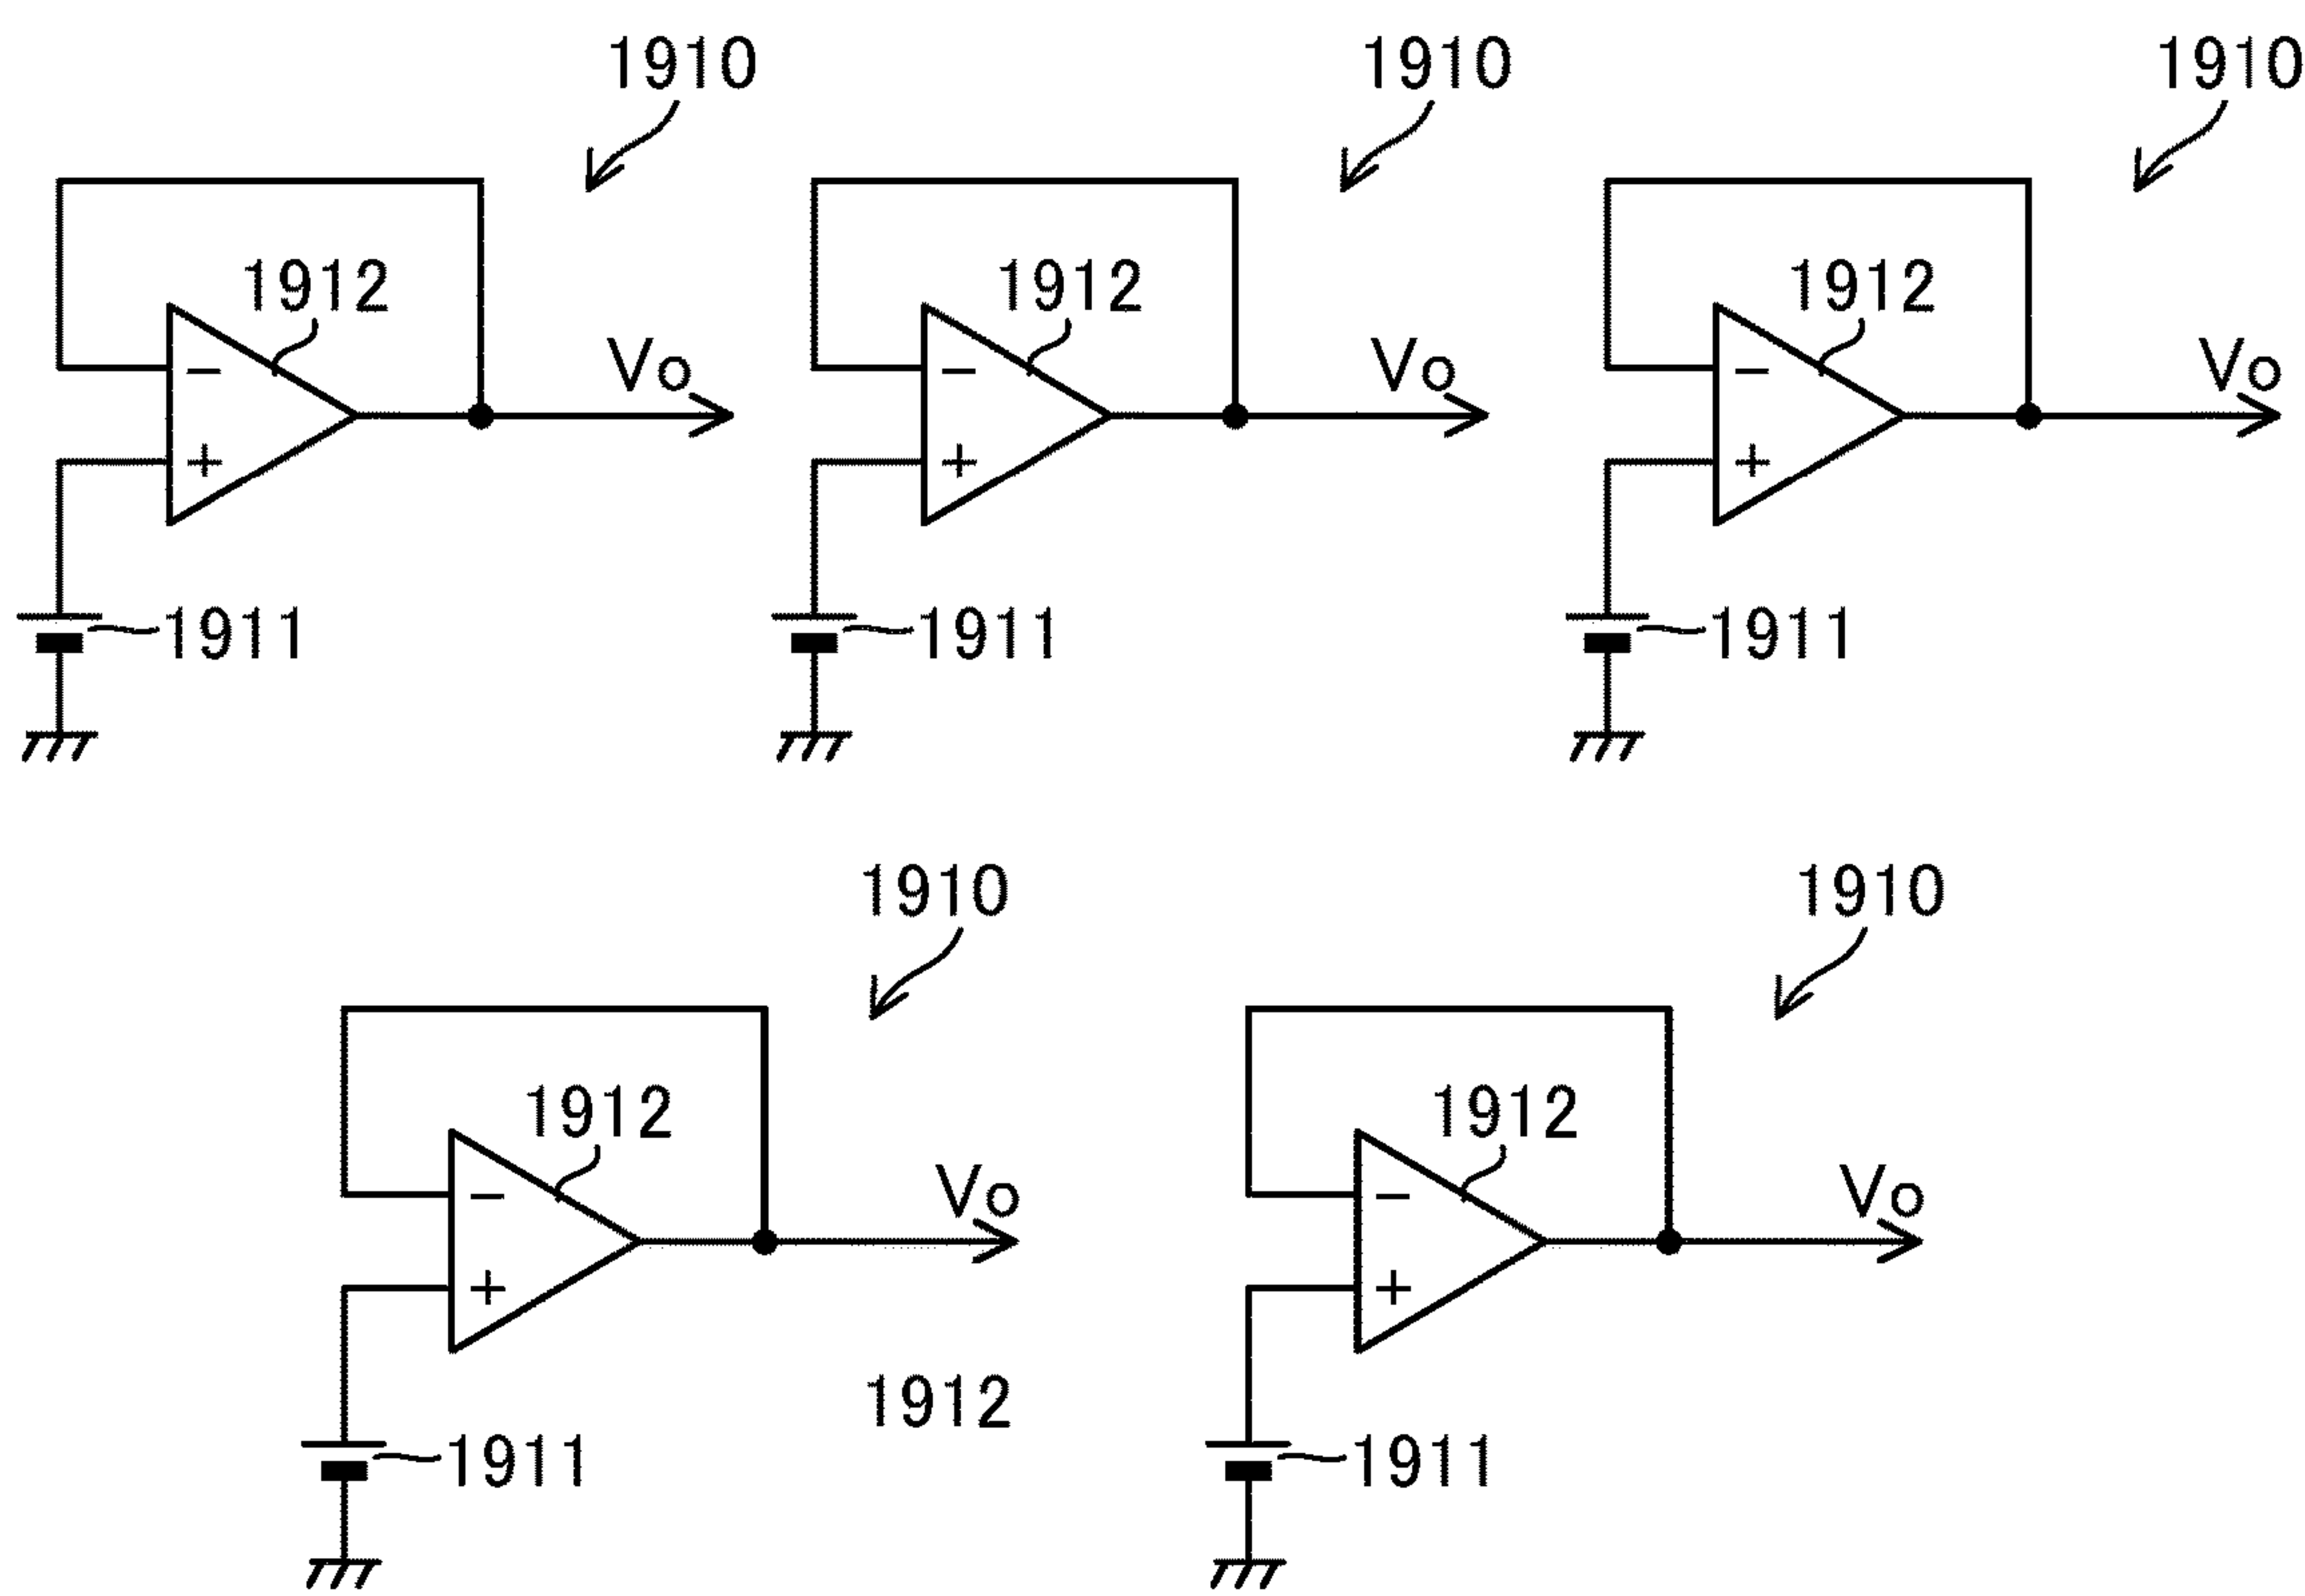 1910 1910 1910
1912 1912 1912
Vo Vo Vo
− − −
+ + +
1911 1911 1911
1910 1910
1912 1912
Vo Vo
− −
+ +
1912
1911 1911